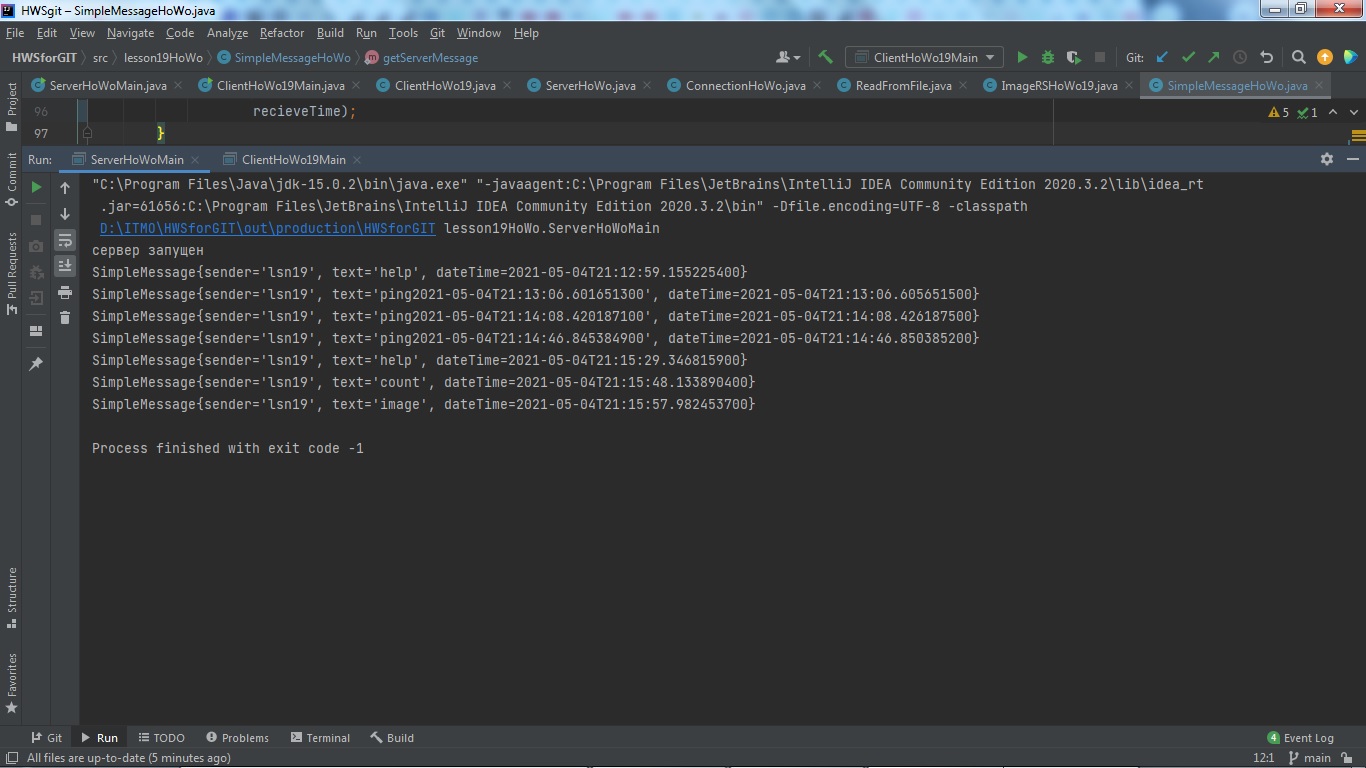 HWSgit – SimpleMessageHoWo.java
File Edit View Navigate Code Analyze Refactor Build Run Tools Git Window Help
HWSforGIT src lesson19HoWo SimpleMessageHoWo getServerMessage ClientHoWo19Main Git:
ServerHoWoMain.java ClientHoWo19Main.java ClientHoWo19.java ServerHoWo.java ConnectionHoWo.java ReadFromFile.java ImageRSHoWo19.java SimpleMessageHoWo.java
96 recieveTime); 5 1
97 }
Run: ServerHoWoMain ClientHoWo19Main
"C:\Program Files\Java\jdk-15.0.2\bin\java.exe" "-javaagent:C:\Program Files\JetBrains\IntelliJ IDEA Community Edition 2020.3.2\lib\idea_rt
.jar=61656:C:\Program Files\JetBrains\IntelliJ IDEA Community Edition 2020.3.2\bin" -Dfile.encoding=UTF-8 -classpath
D:\ITMO\HWSforGIT\out\production\HWSforGIT lesson19HoWo.ServerHoWoMain
сервер запущен
SimpleMessage{sender='lsn19', text='help', dateTime=2021-05-04T21:12:59.155225400}
SimpleMessage{sender='lsn19', text='ping2021-05-04T21:13:06.601651300', dateTime=2021-05-04T21:13:06.605651500}
SimpleMessage{sender='lsn19', text='ping2021-05-04T21:14:08.420187100', dateTime=2021-05-04T21:14:08.426187500}
SimpleMessage{sender='lsn19', text='ping2021-05-04T21:14:46.845384900', dateTime=2021-05-04T21:14:46.850385200}
SimpleMessage{sender='lsn19', text='help', dateTime=2021-05-04T21:15:29.346815900}
SimpleMessage{sender='lsn19', text='count', dateTime=2021-05-04T21:15:48.133890400}
SimpleMessage{sender='lsn19', text='image', dateTime=2021-05-04T21:15:57.982453700}
Process finished with exit code -1
Project
Commit
Pull Requests
Structure
Favorites
Git Run TODO Problems Terminal Build 4 Event Log
All files are up-to-date (5 minutes ago) 12:1 main